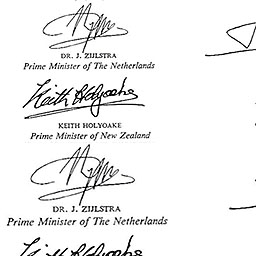 DR. J. ZIJLSTRA
Prime Minister of The Netherlands
Keith Holyoake
KEITH HOLYOAKE
Prime Minister of New Zealand
DR. J. ZIJLSTRA
Prime Minister of The Netherlands
Keith Holyoake